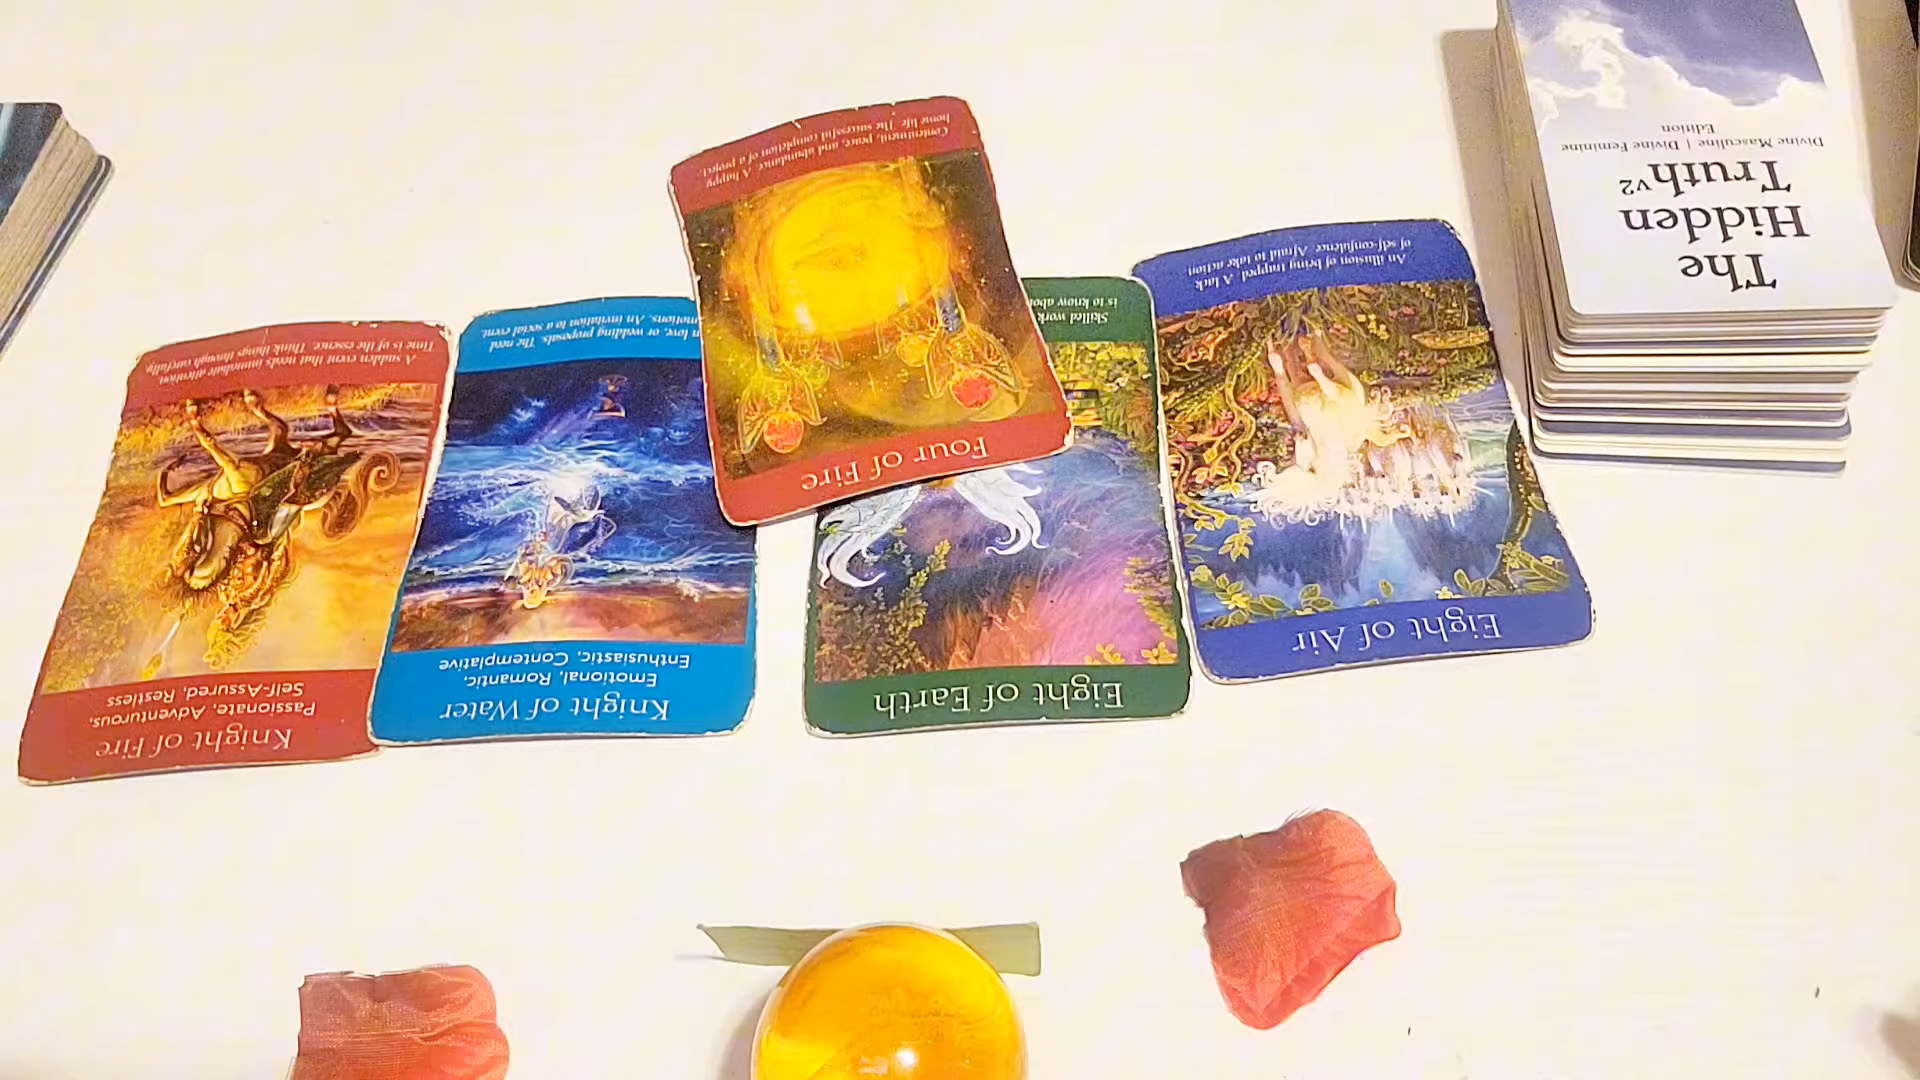 Knight of Fire
Passionate, Adventurous,
Self-Assured, Restless
A sudden event that needs immediate attention.
Time is of the essence. Think things through carefully.
Knight of Water
Emotional, Romantic,
Enthusiastic, Contemplative
in love, or wedding proposals. The need
emotions. An invitation to a social event.
Four of Fire
Contentment, peace, and abundance. A happy
home life. The successful completion of a project.
Eight of Earth
Skilled work
is to know
Eight of Air
An illusion of being trapped. A lack
of self-confidence. Afraid to take action
The
Hidden
Truth v2
Divine Masculine | Divine Feminine
Edition